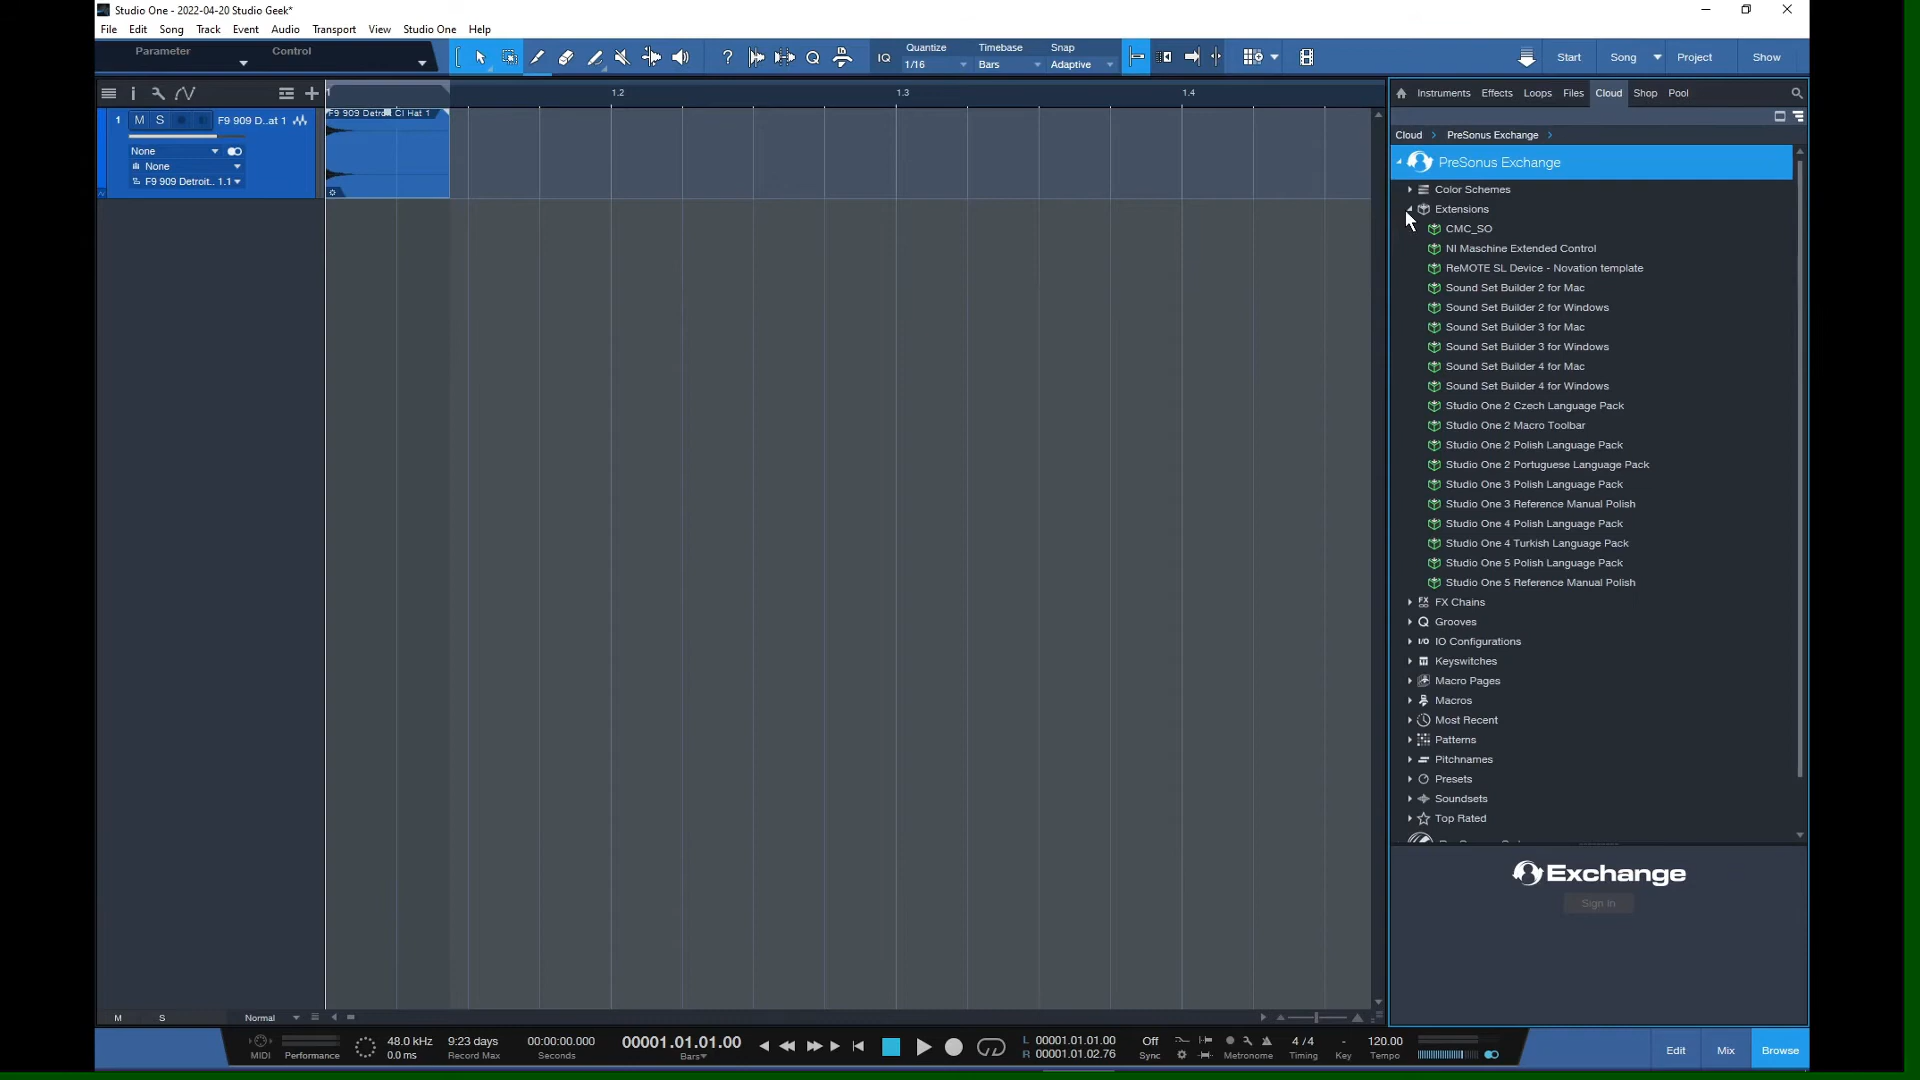 Studio One - 2022-04-20 Studio Geek*
File Edit Song Track Event Audio Transport View Studio One Help
Parameter Control
IQ
Quantize 1/16
Timebase Bars
Snap Adaptive
Start Song Project Show
1 1.2 1.3 1.4
Instruments Effects Loops Files Cloud Shop Pool
Cloud PreSonus Exchange
1 M S F9 909 D..at 1
None
None
F9 909 Detroit.. 1.1
F9 909 Detroit Cl Hat 1
PreSonus Exchange
Color Schemes
Extensions
CMC_SO
NI Maschine Extended Control
ReMOTE SL Device - Novation template
Sound Set Builder 2 for Mac
Sound Set Builder 2 for Windows
Sound Set Builder 3 for Mac
Sound Set Builder 3 for Windows
Sound Set Builder 4 for Mac
Sound Set Builder 4 for Windows
Studio One 2 Czech Language Pack
Studio One 2 Macro Toolbar
Studio One 2 Polish Language Pack
Studio One 2 Portuguese Language Pack
Studio One 3 Polish Language Pack
Studio One 3 Reference Manual Polish
Studio One 4 Polish Language Pack
Studio One 4 Turkish Language Pack
Studio One 5 Polish Language Pack
Studio One 5 Reference Manual Polish
FX Chains
Grooves
I/O IO Configurations
Keyswitches
Macro Pages
Macros
Most Recent
Patterns
Pitchnames
Presets
Soundsets
Top Rated
Exchange
Sign In
M S Normal
MIDI
Performance
48.0 kHz
0.0 ms
9:23 days
Record Max
00:00:00.000
Seconds
00001.01.01.00
Bars
L 00001.01.01.00
R 00001.01.02.76
Off
Sync
Metronome
4 / 4
Timing
-
Key
120.00
Tempo
Edit Mix Browse